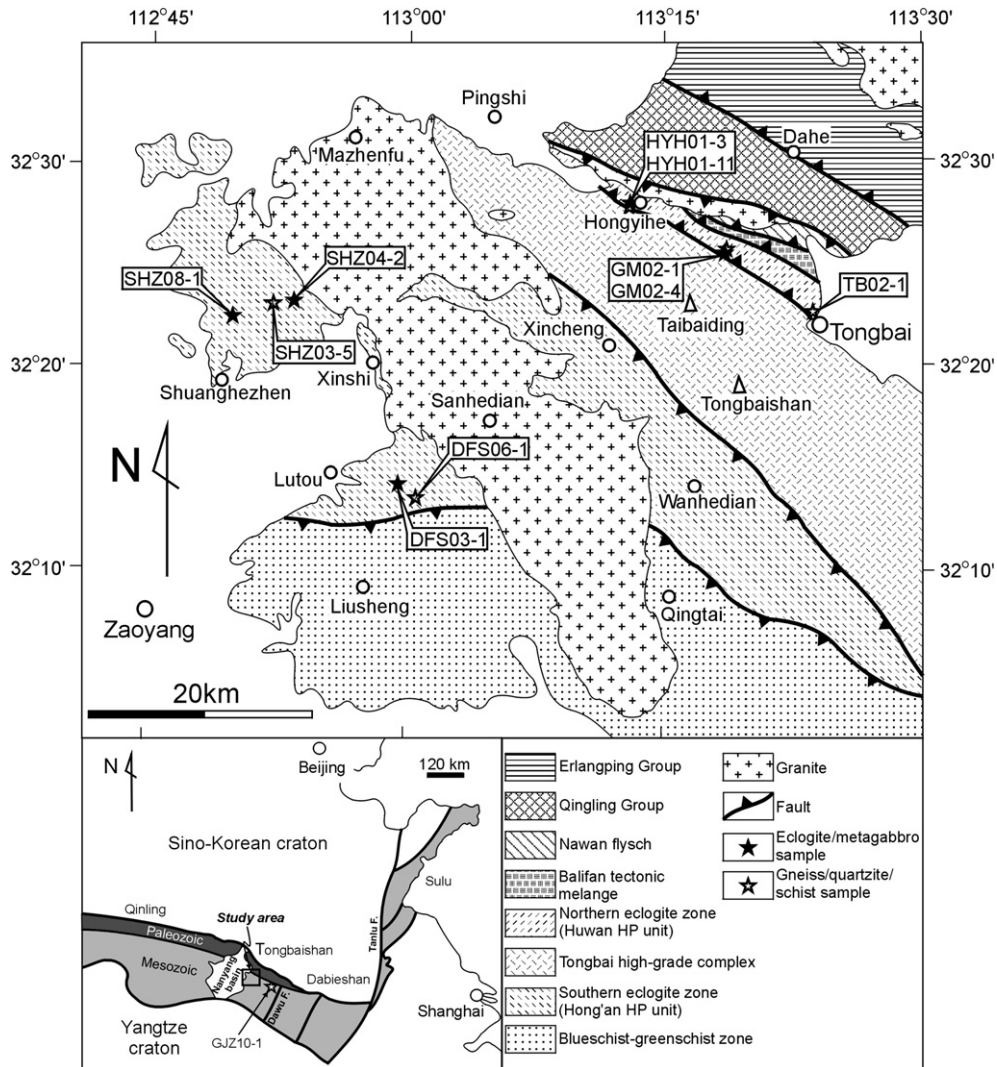 112°45' 113°00' 113°15' 113°30'
Pingshi
Mazhenfu
Dahe
HYH01-3
HYH01-11
32°30' 32°30'
Hongyihe
SHZ08-1
SHZ04-2
GM02-1
GM02-4
TB02-1
SHZ03-5
Xincheng
Taibaiding
Tongbai
32°20' 32°20'
Shuanghezhen
Xinshi
Tongbaishan
Sanhedian
N
DFS06-1
Lutou
Wanhedian
DFS03-1
32°10' 32°10'
Liusheng
Qingtai
Zaoyang
20km
N
Beijing
120 km
Sino-Korean craton
Sulu
Qinling
Study area
Tanlu F.
Paleozoic
Tongbaishan
Mesozoic
Nanyang
basin
Dabieshan
Dawu F.
Shanghai
GJZ10-1
Yangtze
craton
Erlangping Group
Qingling Group
Nawan flysch
Balifan tectonic
melange
Northern eclogite zone
(Huwan HP unit)
Tongbai high-grade complex
Southern eclogite zone
(Hong'an HP unit)
Blueschist-greenschist zone
Granite
Fault
Eclogite/metagabbro
sample
Gneiss/quartzite/
schist sample